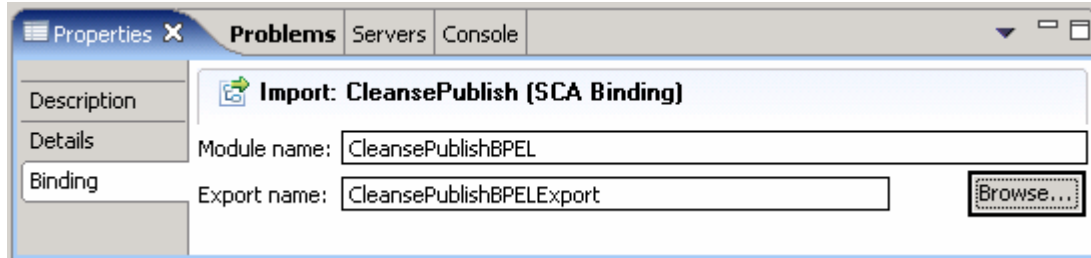 Properties Problems Servers Console
Description
Details
Binding
Import: CleansePublish (SCA Binding)
Module name: CleansePublishBPEL
Export name: CleansePublishBPELExport Browse...